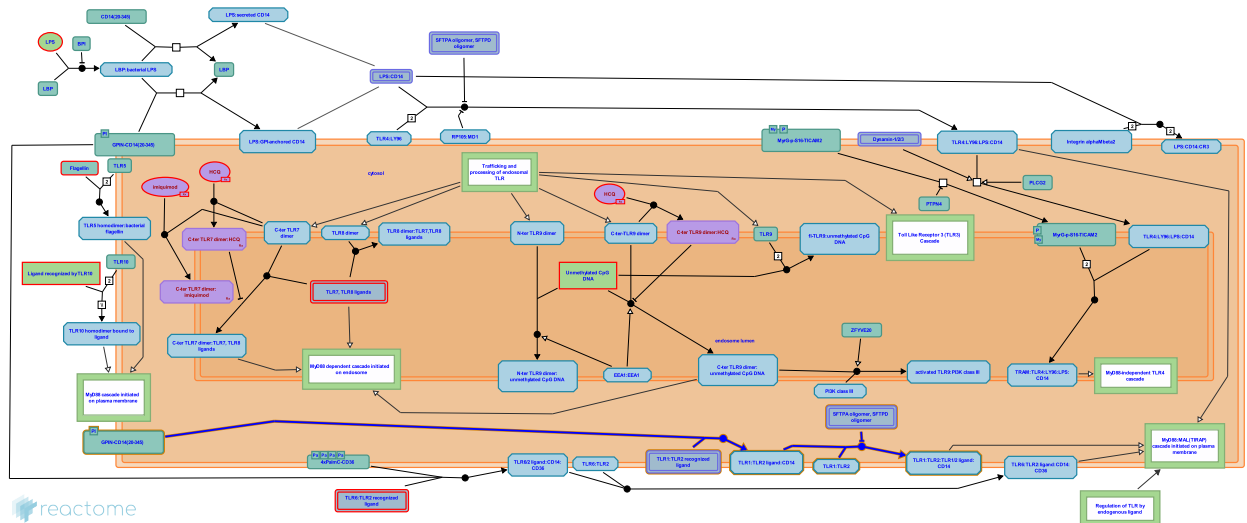 CD14(20-345)
LPS:secreted CD14
LPS
BPI
LBP
LBP:bacterial LPS
LBP
SFTPA oligomer, SFTPD
oligomer
LPS:CD14
2
PI
GPIN-CD14(20-345)
LPS:GPI-anchored CD14
TLR4:LY96
RP105:MD1
TLR4:LY96:LPS:CD14
Integrin alphaMbeta2
2
2
LPS:CD14:CR3
Dynamin-1/2/3
PLCG2
PTPN4
Flagellin
TLR5
2
TLR5 homodimer:bacterial
flagellin
imiquimod
HCQ
cytosol
Trafficking and
processing of endosomal
TLR
HCQ
C-ter TLR7 dimer:HCQ
C-ter TLR7
dimer
TLR8 dimer
TLR8 dimer:TLR7,TLR8
ligands
N-ter TLR9 dimer
C-ter-TLR9 dimer
C-ter TLR9 dimer:HCQ
TLR9
2
fl-TLR9:unmethylated CpG
DNA
Toll Like Receptor 3 (TLR3)
Cascade
TLR4:LY96:LPS:CD14
2
TLR10
Ligand recognized by TLR10
2
TLR10 homodimer bound to
ligand
C-ter TLR7 dimer:
imiquimod
TLR7, TLR8 ligands
Unmethylated CpG
DNA
C-ter TLR7 dimer:TLR7, TLR8
ligands
MyD88 dependent cascade initiated
on endosome
endosome lumen
ZFYVE20
N-ter TLR9 dimer:
unmethylated CpG DNA
EEA1:EEA1
C-ter TLR9 dimer:
unmethylated CpG DNA
PI3K class III
activated TLR9:PI3K class III
TRAM:TLR4:LY96:LPS:
CD14
MyD88-independent TLR4
cascade
MyD88 cascade initiated
on plasma membrane
PI
GPIN-CD14(20-345)
SFTPA oligomer, SFTPD
oligomer
TLR1:TLR2 recognized
ligand
TLR1:TLR2 ligand:CD14
TLR1:TLR2
TLR1:TLR2:TLR1/2 ligand:
CD14
MyD88:MAL(TIRAP)
cascade initiated on plasma
membrane
4xPalmC-CD36
TLR6/2 ligand:CD14:
CD36
TLR6:TLR2
TLR6:TLR2 ligand:CD14:
CD36
TLR6:TLR2 recognized
ligand
Regulation of TLR by
endogenous ligand
reactome